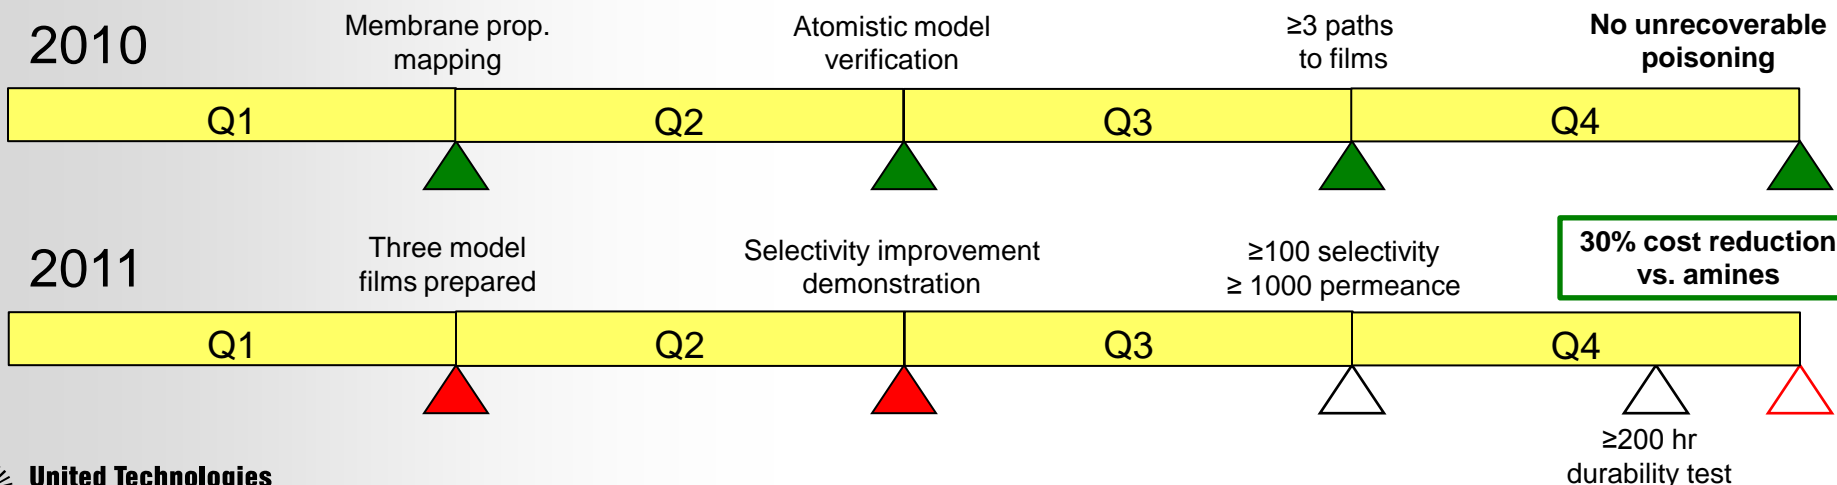 2010
Membrane prop.
mapping
Atomistic model
verification
≥3 paths
to films
No unrecoverable
poisoning
Q1
Q2
Q3
Q4
2011
Three model
films prepared
Selectivity improvement
demonstration
≥100 selectivity
≥ 1000 permeance
30% cost reduction
vs. amines
Q1
Q2
Q3
Q4
≥200 hr
durability test
United Technologies